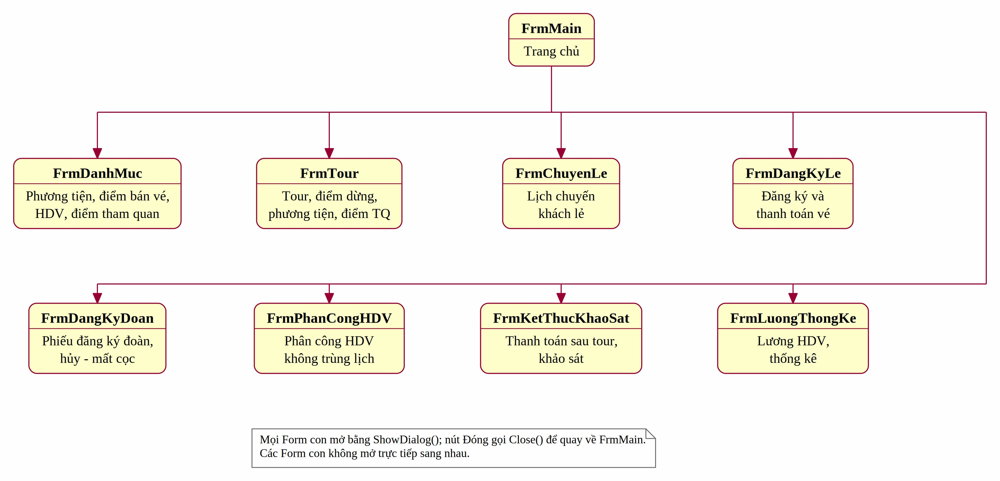 FrmMain
Trang chủ
FrmDanhMuc
Phương tiện, điểm bán vé,
HDV, điểm tham quan
FrmTour
Tour, điểm dừng,
phương tiện, điểm TQ
FrmChuyenLe
Lịch chuyến
khách lẻ
FrmDangKyLe
Đăng ký và
thanh toán vé
FrmDangKyDoan
Phiếu đăng ký đoàn,
hủy - mất cọc
FrmPhanCongHDV
Phân công HDV
không trùng lịch
FrmKetThucKhaoSat
Thanh toán sau tour,
khảo sát
FrmLuongThongKe
Lương HDV,
thống kê
Mọi Form con mở bằng ShowDialog(); nút Đóng gọi Close() để quay về FrmMain.
Các Form con không mở trực tiếp sang nhau.